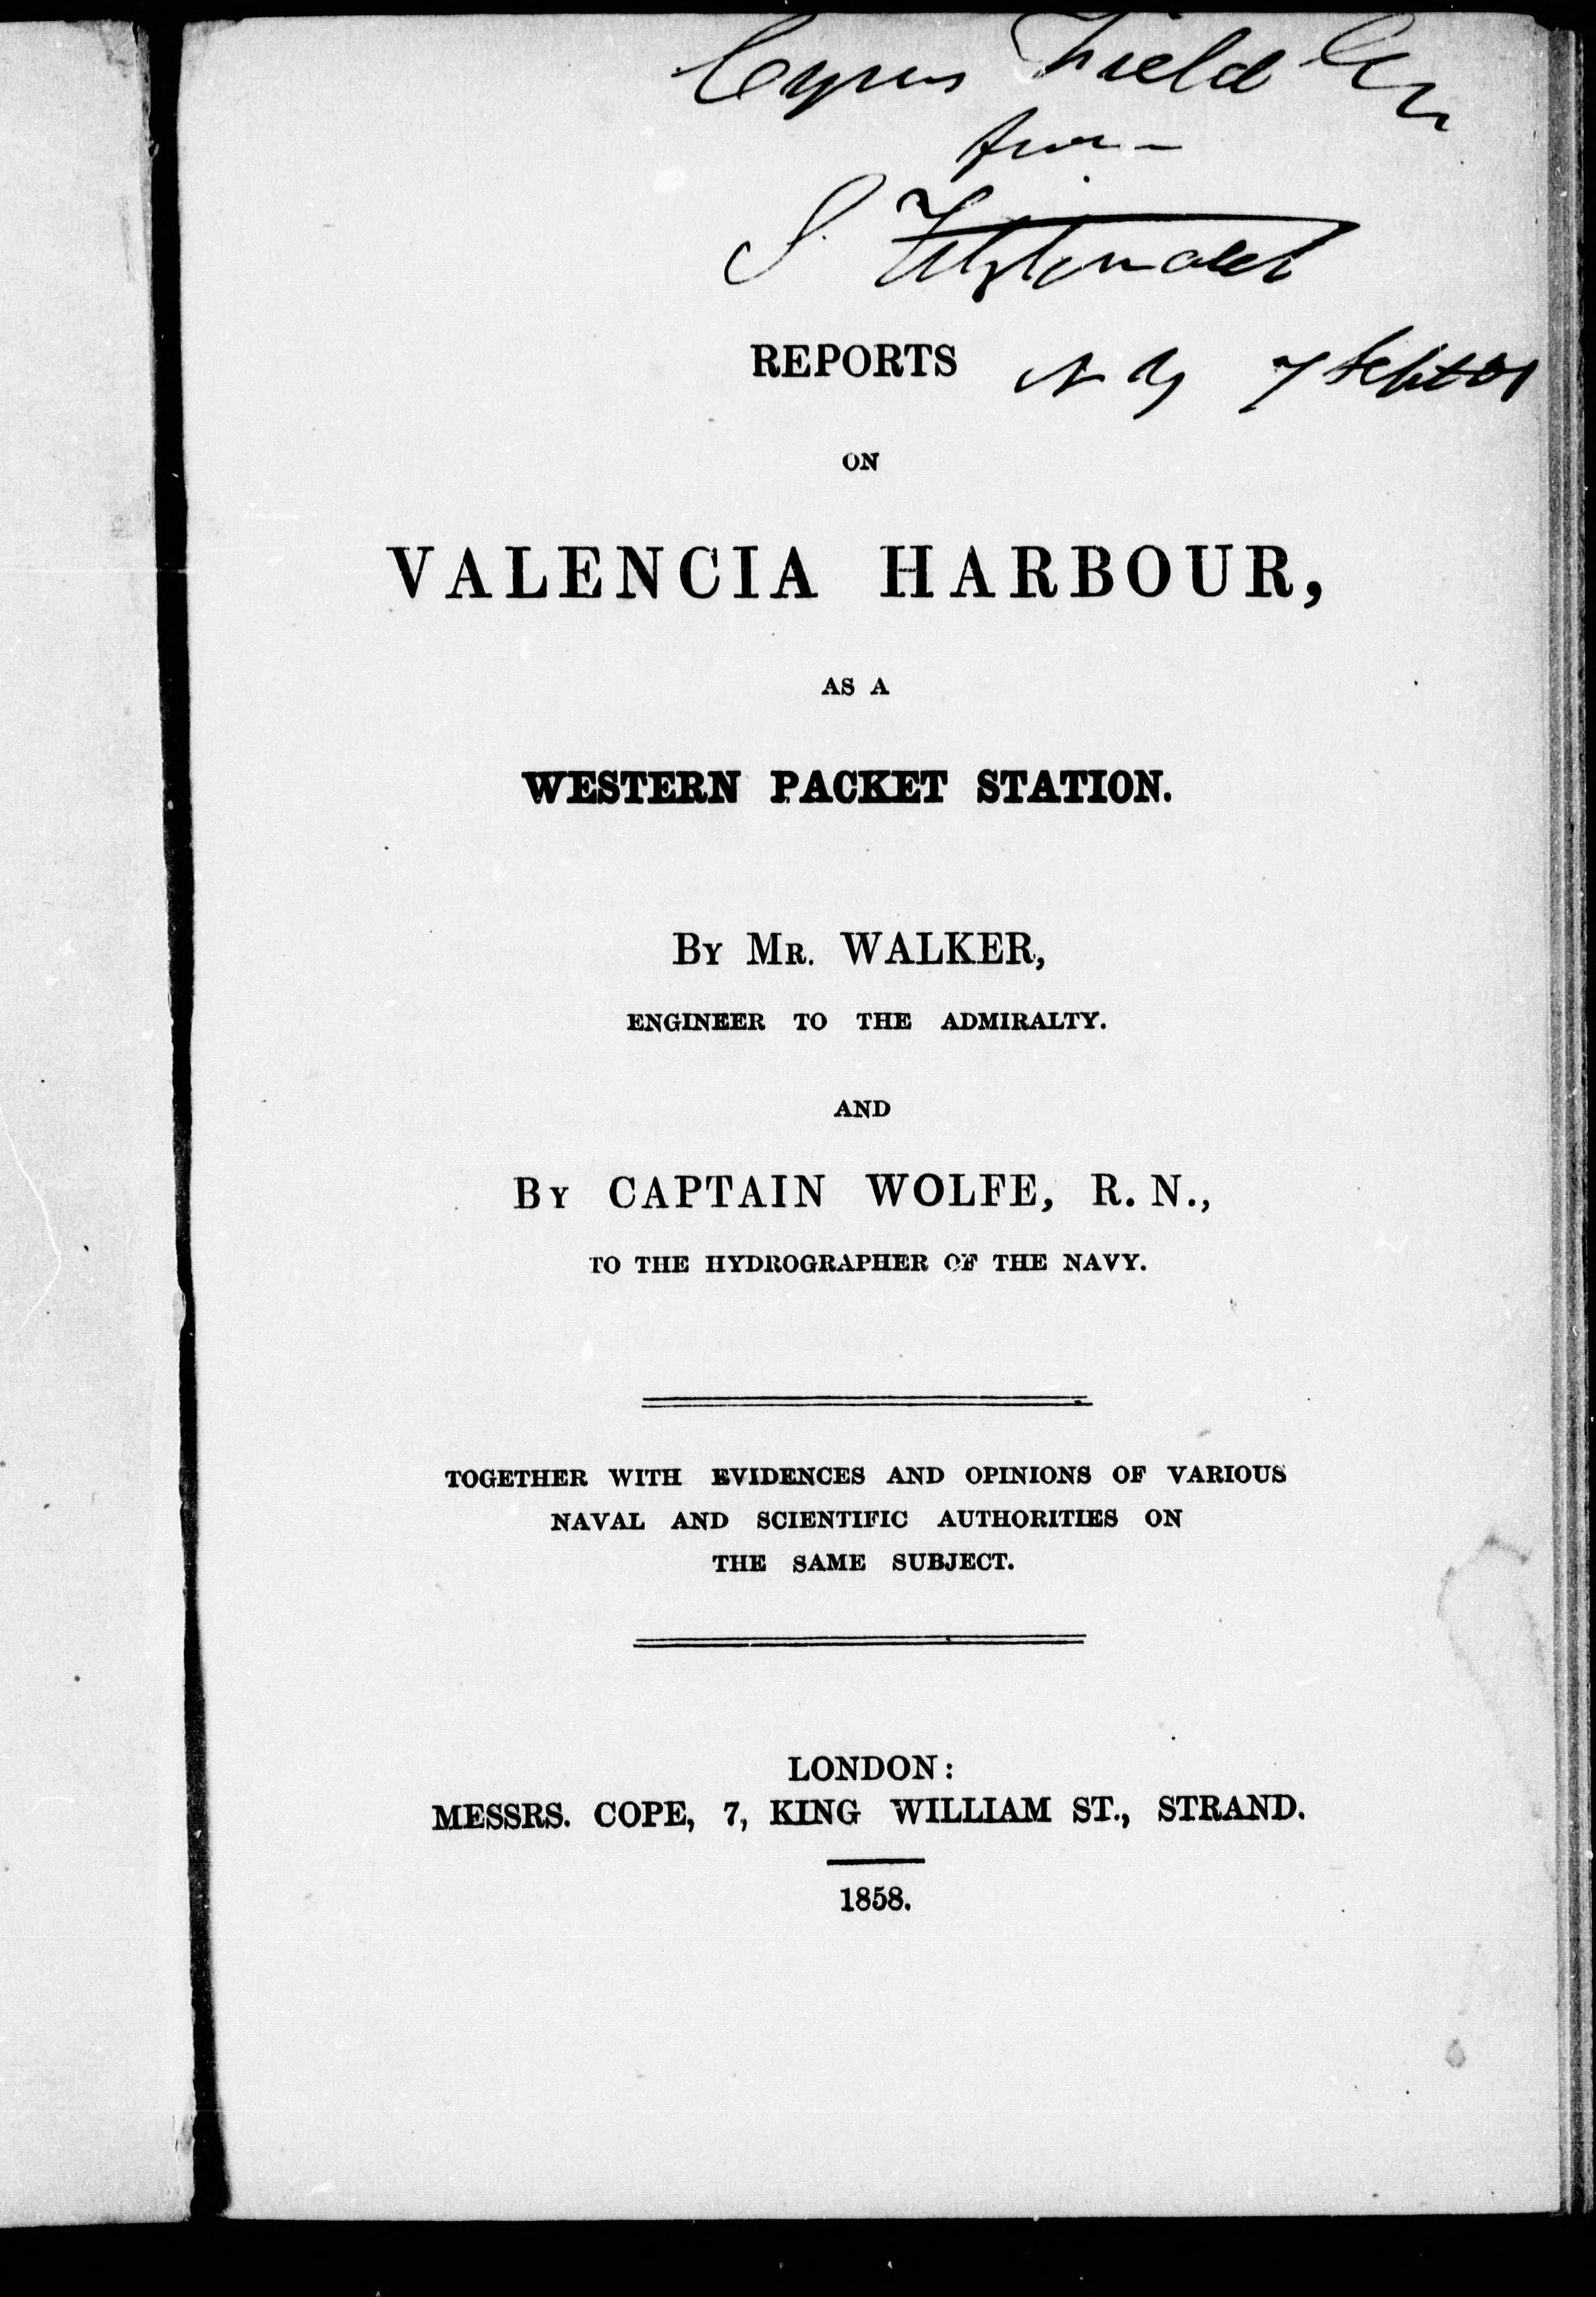 Cyrus Field
from
REPORTS
N Y 7 Sept
ON
VALENCIA HARBOUR,
AS A
WESTERN PACKET STATION.
BY MR. WALKER,
ENGINEER TO THE ADMIRALTY.
AND
BY CAPTAIN WOLFE, R. N.,
TO THE HYDROGRAPHER OF THE NAVY.
TOGETHER WITH EVIDENCES AND OPINIONS OF VARIOUS
NAVAL AND SCIENTIFIC AUTHORITIES ON
THE SAME SUBJECT.
LONDON:
MESSRS. COPE, 7, KING WILLIAM ST., STRAND.
1858.